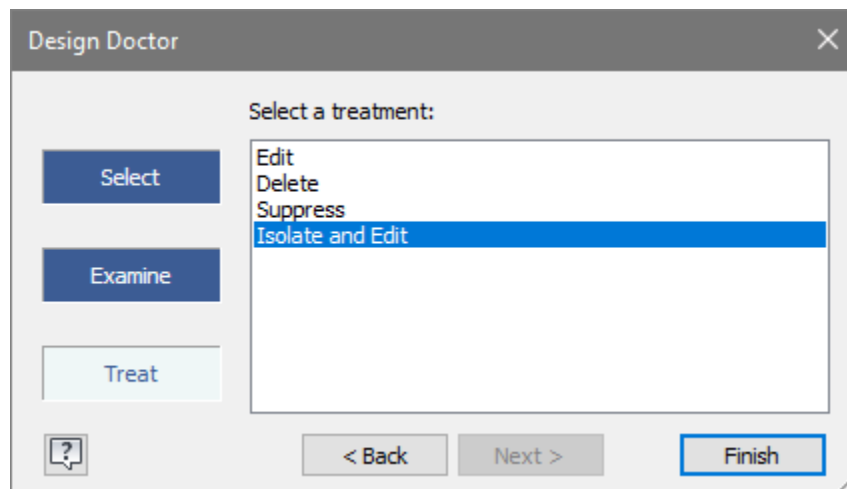 Design Doctor
Select a treatment:
Select
Examine
Treat
Edit
Delete
Suppress
Isolate and Edit
< Back
Next >
Finish